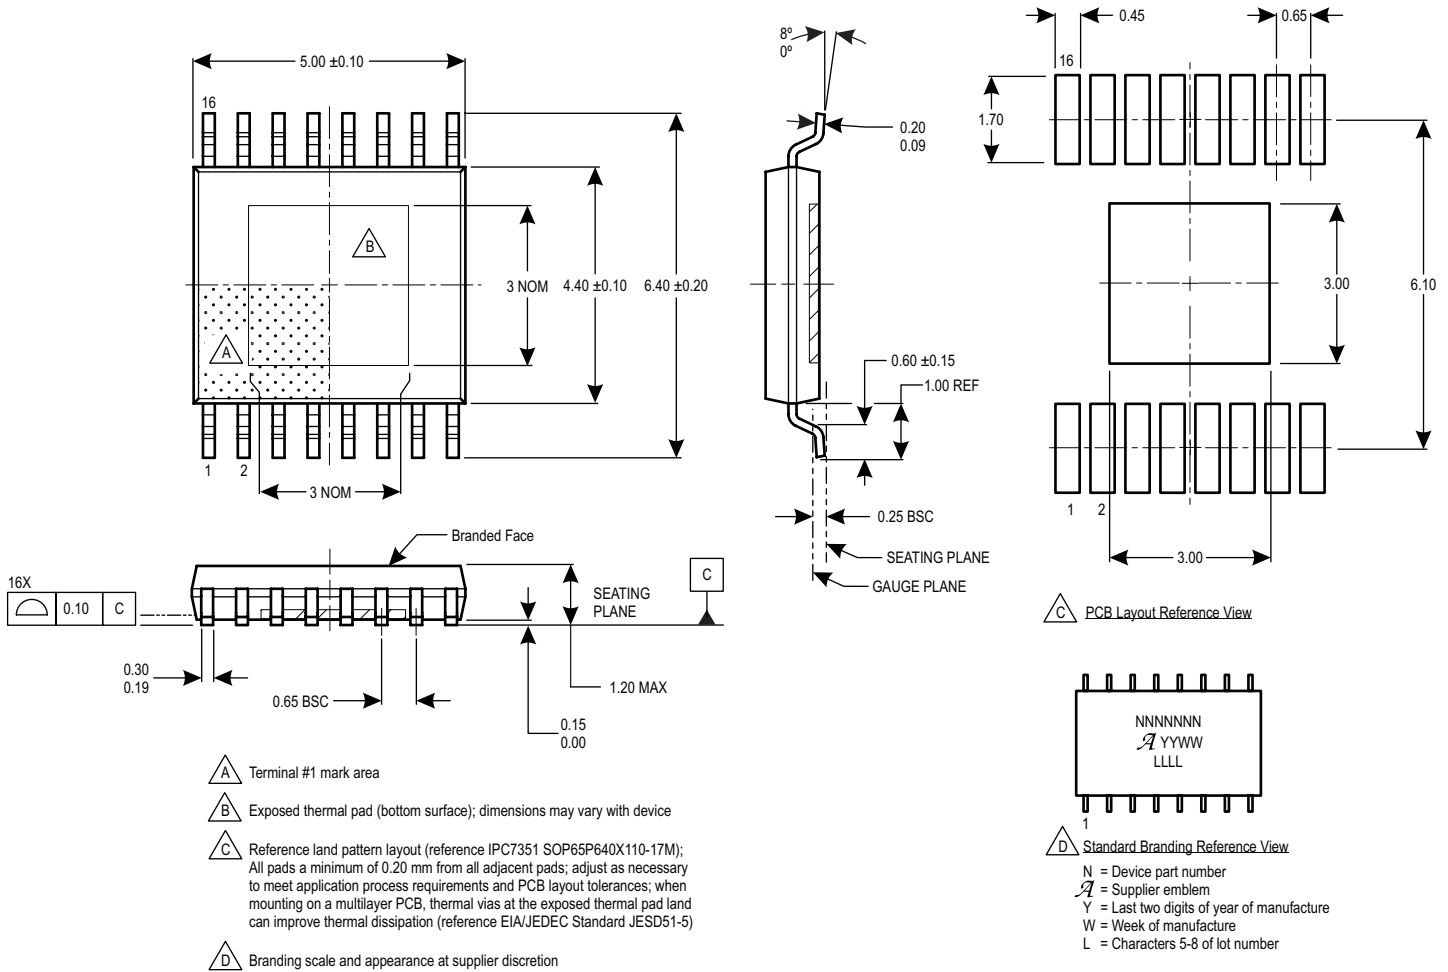 5.00 ±0.10
16
B
A
3 NOM
4.40 ±0.10
6.40 ±0.20
1
2
3 NOM
8º
0º
0.20
0.09
0.60 ±0.15
1.00 REF
0.25 BSC
SEATING PLANE
GAUGE PLANE
0.45
0.65
16
1.70
3.00
6.10
1
2
3.00
C
PCB Layout Reference View
Branded Face
16X
0.10
C
SEATING
PLANE
C
0.30
0.19
0.65 BSC
1.20 MAX
0.15
0.00
NNNNNNN
A YYWW
LLLL
1
D
Standard Branding Reference View
N = Device part number
A = Supplier emblem
Y = Last two digits of year of manufacture
W = Week of manufacture
L = Characters 5-8 of lot number
A Terminal #1 mark area
B Exposed thermal pad (bottom surface); dimensions may vary with device
C Reference land pattern layout (reference IPC7351 SOP65P640X110-17M);
All pads a minimum of 0.20 mm from all adjacent pads; adjust as necessary
to meet application process requirements and PCB layout tolerances; when
mounting on a multilayer PCB, thermal vias at the exposed thermal pad land
can improve thermal dissipation (reference EIA/JEDEC Standard JESD51-5)
D Branding scale and appearance at supplier discretion